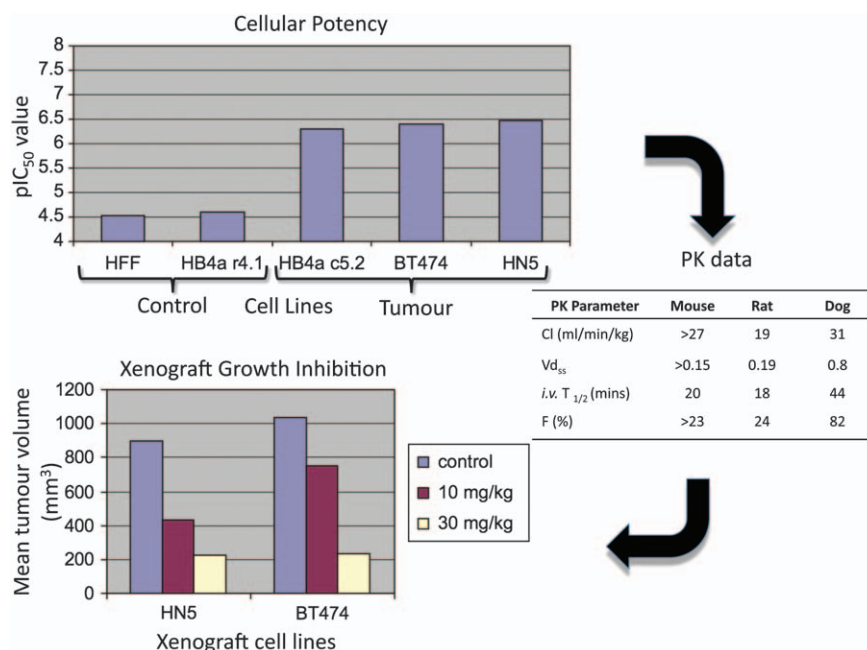 Cellular Potency
8
7.5
7
6.5
6
5.5
5
4.5
4
pIC50 value
HFF HB4a r4.1 HB4a c5.2 BT474 HN5
Control Cell Lines Tumour
PK data
PK Parameter Mouse Rat Dog
Cl (ml/min/kg) >27 19 31
Vdss >0.15 0.19 0.8
i.v. T 1/2 (mins) 20 18 44
F (%) >23 24 82
Xenograft Growth Inhibition
1200
1000
800
600
400
200
0
Mean tumour volume
(mm3)
HN5 BT474
Xenograft cell lines
control
10 mg/kg
30 mg/kg